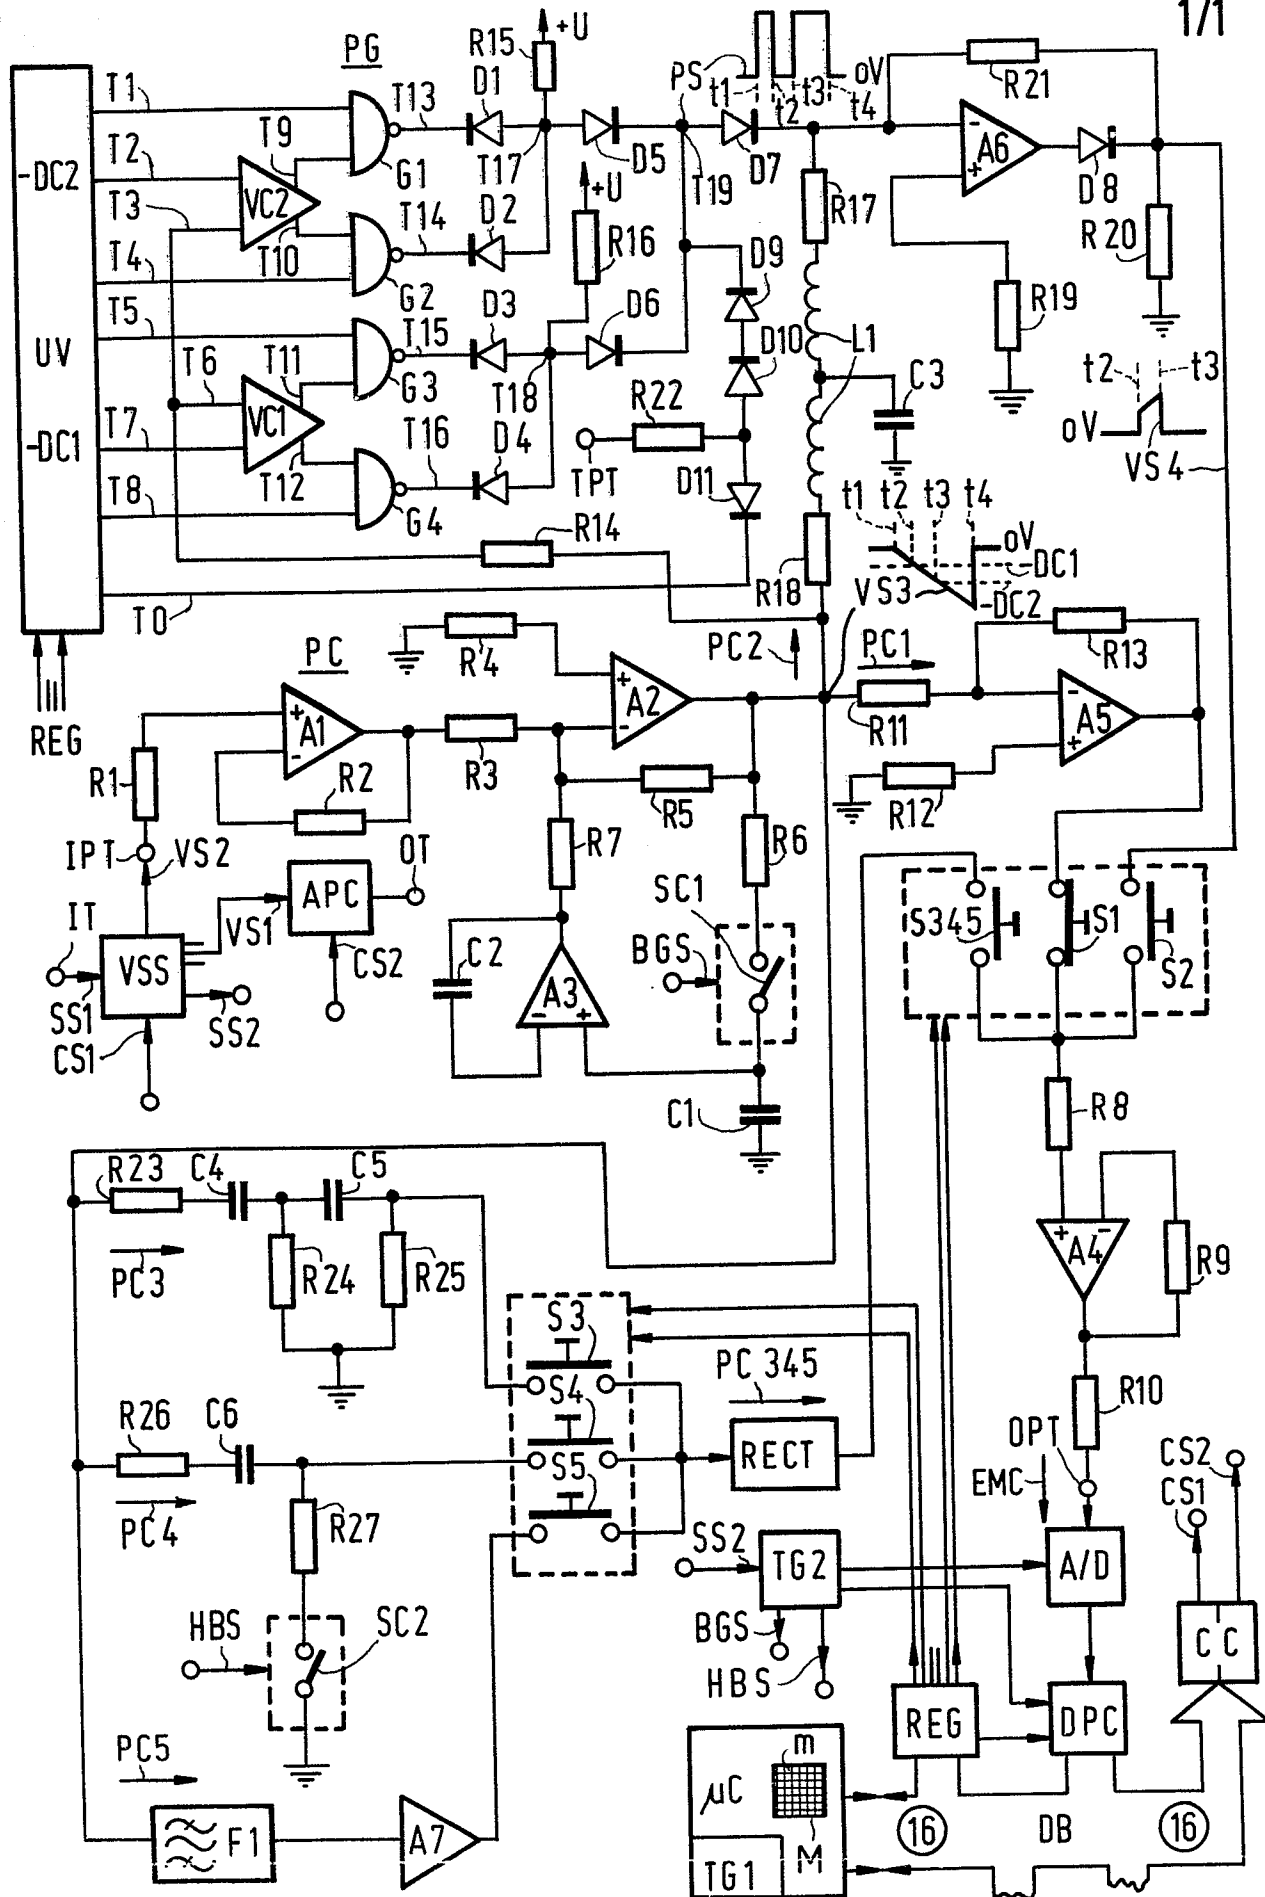 1/1
PG
R15
+U
PS
0V
t1
t2
t3
t4
R21
T1
T13
D1
-DC2
T2
T9
G1
T17
D5
T19
D7
A6
D8
T3
VC2
+U
T14
D2
R16
R17
R20
T10
T4
G2
D9
R19
T5
T15
D3
D6
UV
T6
T11
G3
T18
D10
L1
C3
t2
t3
R22
0V
VS4
-DC1
T7
VC1
T16
D4
T12
TPT
D11
T8
G4
t1
t2
t3
t4
R14
0V
-DC1
R18
VS3
-DC2
T0
PC
R4
PC2
PC1
R13
REG
A1
A2
R11
A5
R1
R3
R2
R5
R12
IPT
VS2
OT
R7
R6
APC
SC1
IT
VS1
S345
S1
S2
VSS
CS2
C2
BGS
A3
SS1
SS2
CS1
C1
R8
R23
C4
C5
A4
R9
PC3
R24
R25
S3
PC345
R26
C6
S4
R10
RECT
OPT
CS2
S5
EMC
CS1
PC4
R27
SS2
TG2
A/D
HBS
SC2
BGS
CC
HBS
REG
DPC
PC5
m
μC
16
DB
16
F1
A7
M
TG1